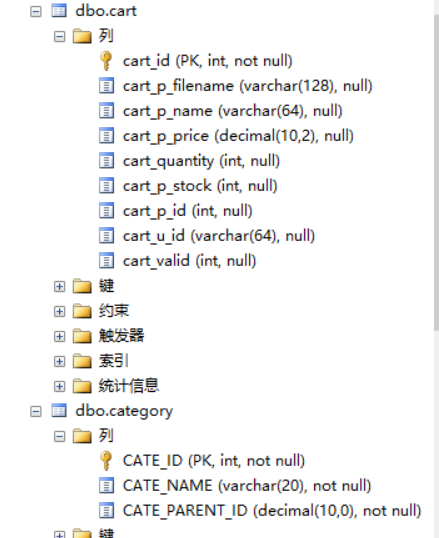 dbo.cart
列
cart_id (PK, int, not null)
cart_p_filename (varchar(128), null)
cart_p_name (varchar(64), null)
cart_p_price (decimal(10,2), null)
cart_quantity (int, null)
cart_p_stock (int, null)
cart_p_id (int, null)
cart_u_id (varchar(64), null)
cart_valid (int, null)
键
约束
触发器
索引
统计信息
dbo.category
列
CATE_ID (PK, int, not null)
CATE_NAME (varchar(20), not null)
CATE_PARENT_ID (decimal(10,0), not null)
键